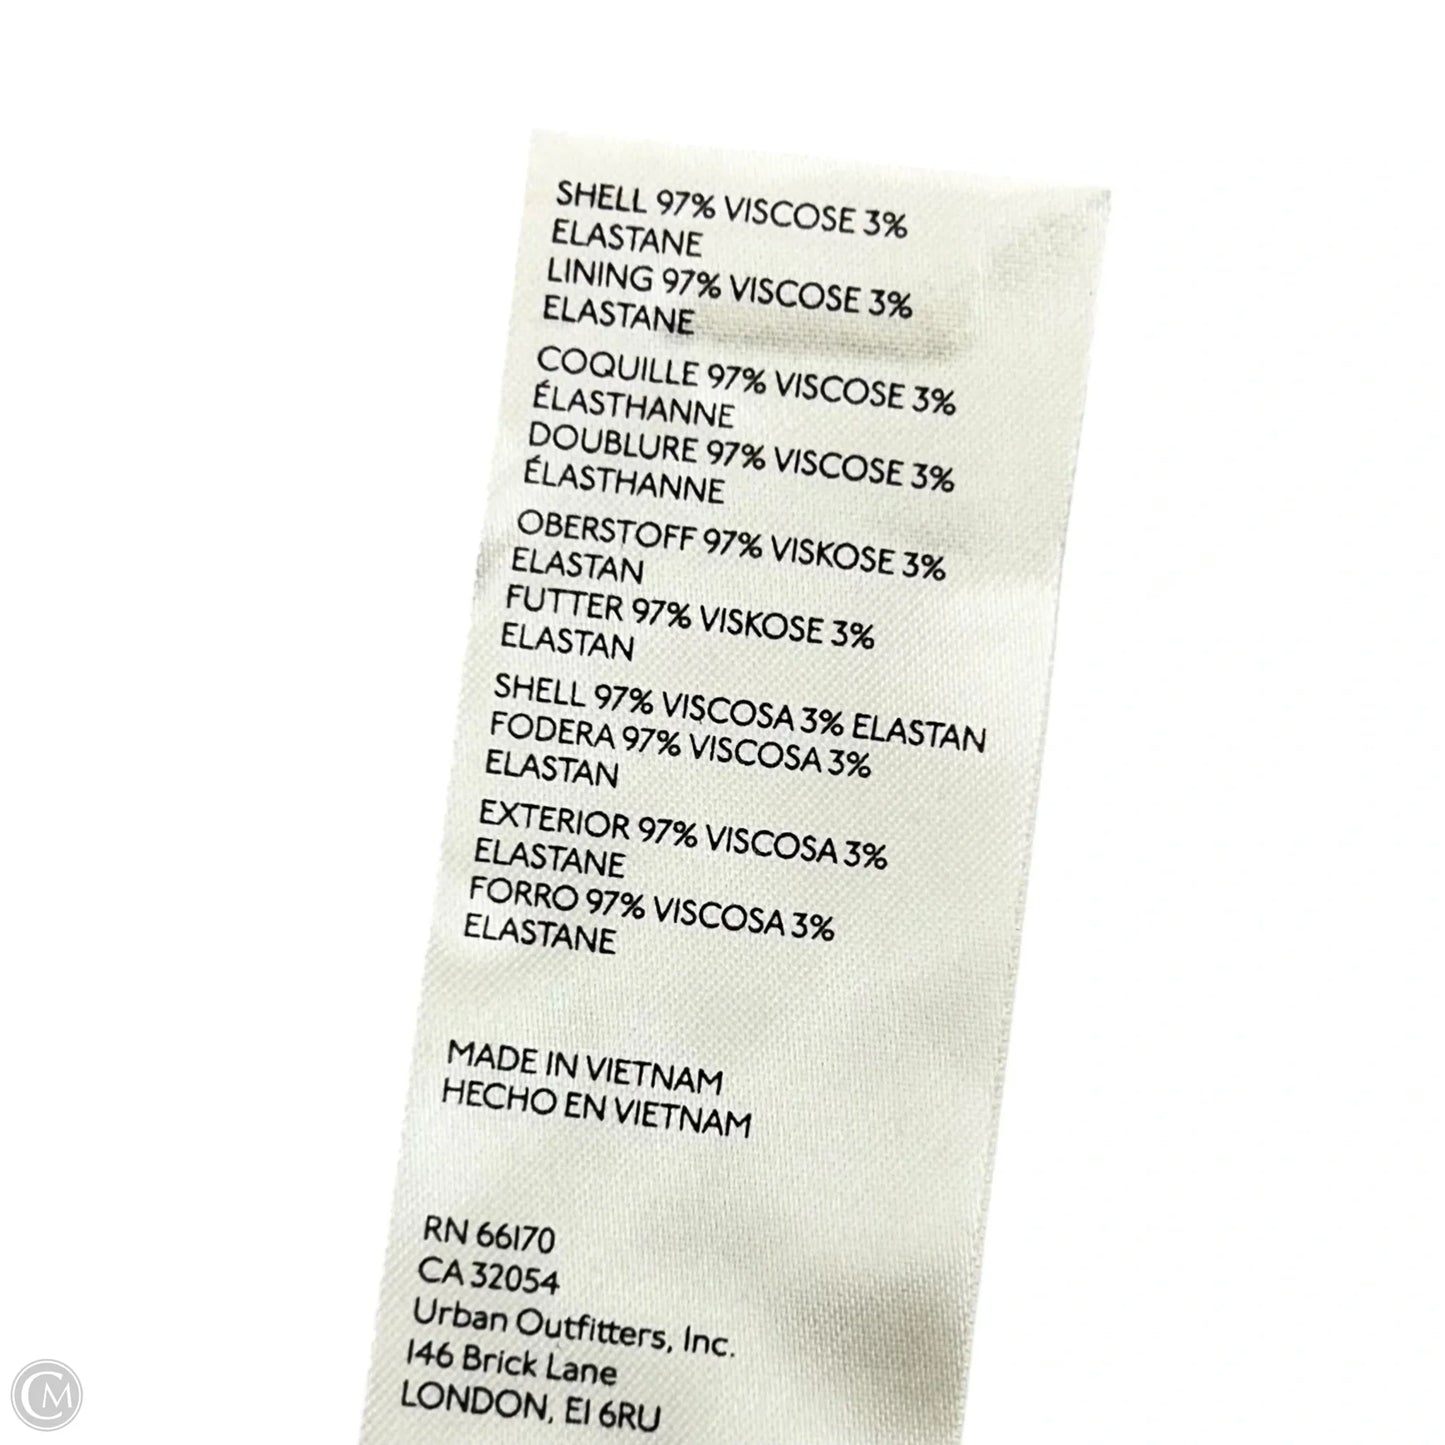 SHELL 97% VISCOSE 3%
ELASTANE
LINING 97% VISCOSE 3%
ELASTANE
COQUILLE 97% VISCOSE 3%
ÉLASTHANNE
DOUBLURE 97% VISCOSE 3%
ÉLASTHANNE
OBERSTOFF 97% VISKOSE 3%
ELASTAN
FUTTER 97% VISKOSE 3%
ELASTAN
SHELL 97% VISCOSA 3% ELASTAN
FODERA 97% VISCOSA 3%
ELASTAN
EXTERIOR 97% VISCOSA 3%
ELASTANE
FORRO 97% VISCOSA 3%
ELASTANE
MADE IN VIETNAM
HECHO EN VIETNAM
RN 66170
CA 32054
Urban Outfitters, Inc.
146 Brick Lane
LONDON, E1 6RU
CM